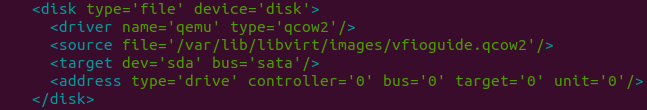 <disk type='file' device='disk'>
<driver name='qemu' type='qcow2'/>
<source file='/var/lib/libvirt/images/vfioguide.qcow2'/>
<target dev='sda' bus='sata'/>
<address type='drive' controller='0' bus='0' target='0' unit='0'/>
</disk>